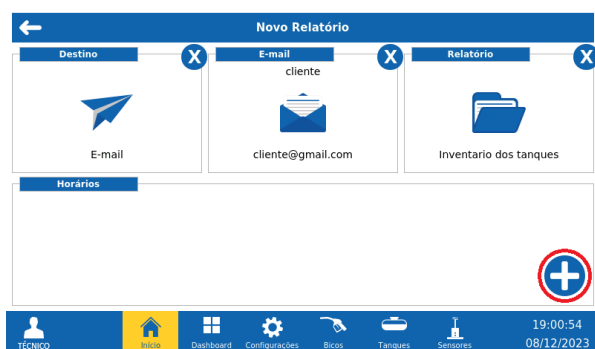 Novo Relatório
Destino
X
E-mail
X
Relatório
X
cliente
E-mail
cliente@gmail.com
Inventario dos tanques
Horários
TÉCNICO
Início
Dashboard
Configurações
Bicos
Tanques
Sensores
19:00:54
08/12/2023